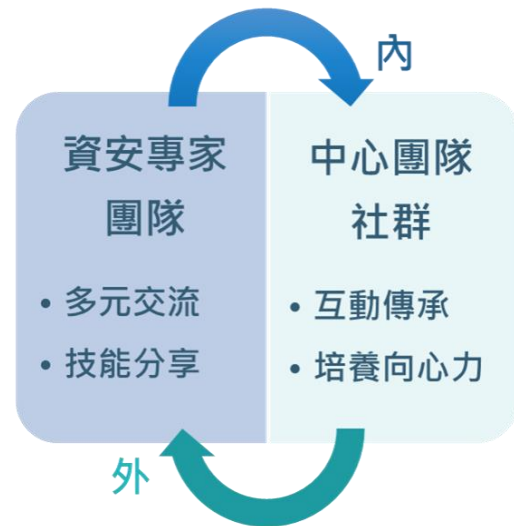 內
資安專家
團隊
• 多元交流
• 技能分享
中心團隊
社群
• 互動傳承
• 培養向心力
外